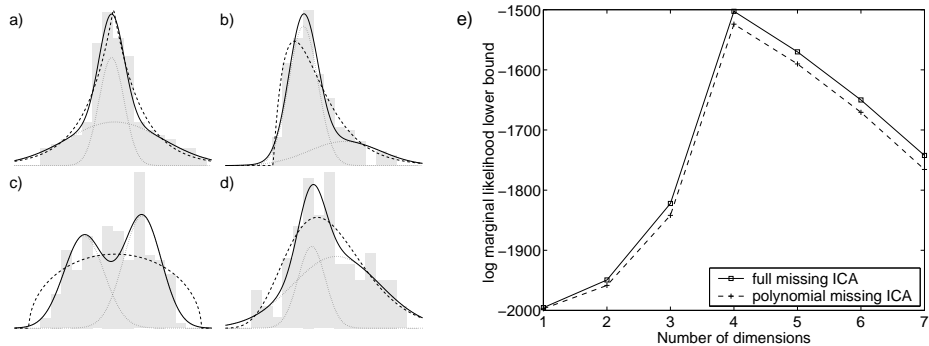 a)
b)
c)
d)
e)
log marginal likelihood lower bound
−1500
−1600
−1700
−1800
−1900
−2000
full missing ICA
polynomial missing ICA
1 2 3 4 5 6 7
Number of dimensions